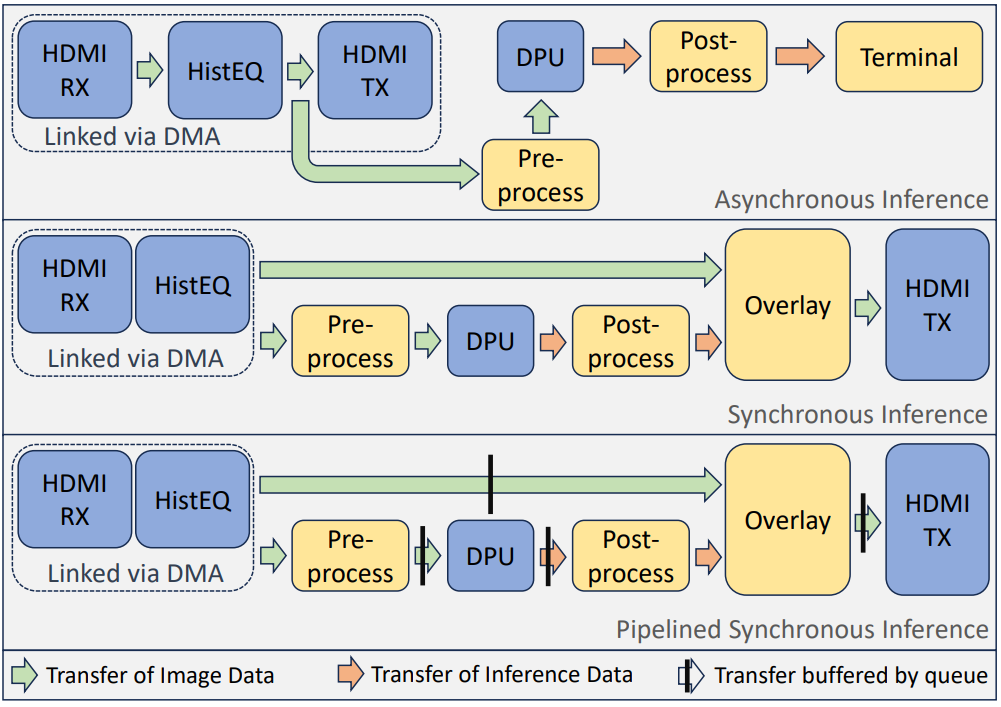 HDMI
RX
HistEQ
HDMI
TX
Linked via DMA
DPU
Post-
process
Terminal
Pre-
process
Asynchronous Inference
HDMI
RX
HistEQ
Linked via DMA
Pre-
process
DPU
Post-
process
Overlay
HDMI
TX
Synchronous Inference
HDMI
RX
HistEQ
Linked via DMA
Pre-
process
DPU
Post-
process
Overlay
HDMI
TX
Pipelined Synchronous Inference
Transfer of Image Data
Transfer of Inference Data
Transfer buffered by queue